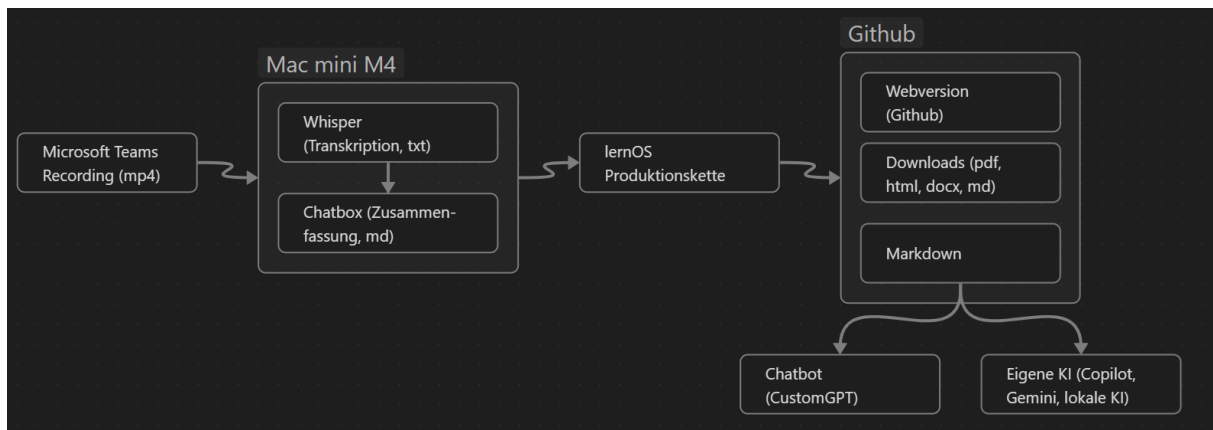 Microsoft Teams
Recording (mp4)
Mac mini M4
Whisper
(Transkription, txt)
Chatbox (Zusammen-
fassung, md)
lernOS
Produktionskette
Github
Webversion
(Github)
Downloads (pdf,
html, docx, md)
Markdown
Chatbot
(CustomGPT)
Eigene KI (Copilot,
Gemini, lokale KI)